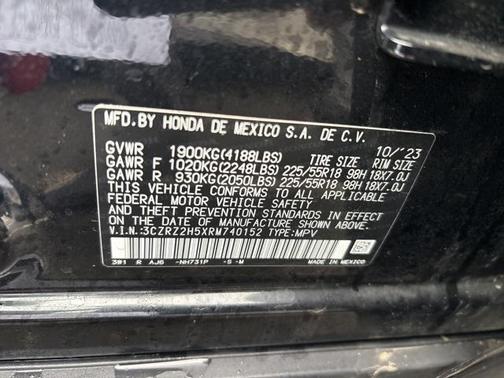 MFD.BY HONDA DE MEXICO S.A. DE C.V.
GVWR 1900KG(4188LBS) TIRE SIZE RIM SIZE 10/'23
GAWR F 1020KG(2248LBS) 225/55R18 98H 18X7.0J
GAWR R 930KG(2050LBS) 225/55R18 98H 18X7.0J
THIS VEHICLE CONFORMS TO ALL APPLICABLE
FEDERAL MOTOR VEHICLE SAFETY
AND THEFT PREVENTION STANDARDS IN EFFECT
ON THE DATE OF MANUFACTURE SHOWN ABOVE.
V.I.N.:3CZRZ2H5XRM740152 TYPE:MPV
3W1 R AJG -NH731P -S -M
MADE IN MEXICO